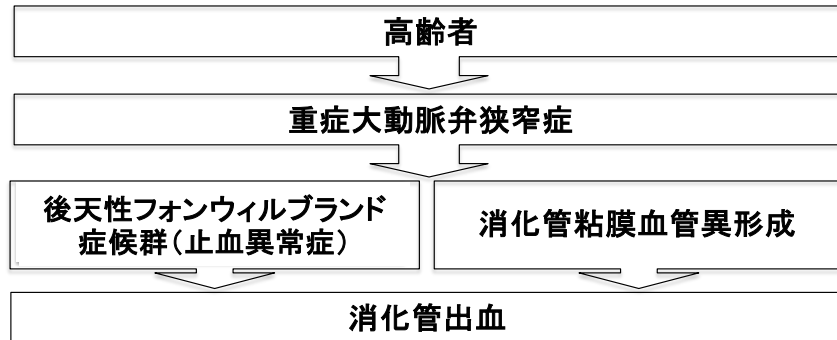 高齢者
重症大動脈弁狭窄症
後天性フォンウィルブランド
症候群（止血異常症）
消化管粘膜血管異形成
消化管出血